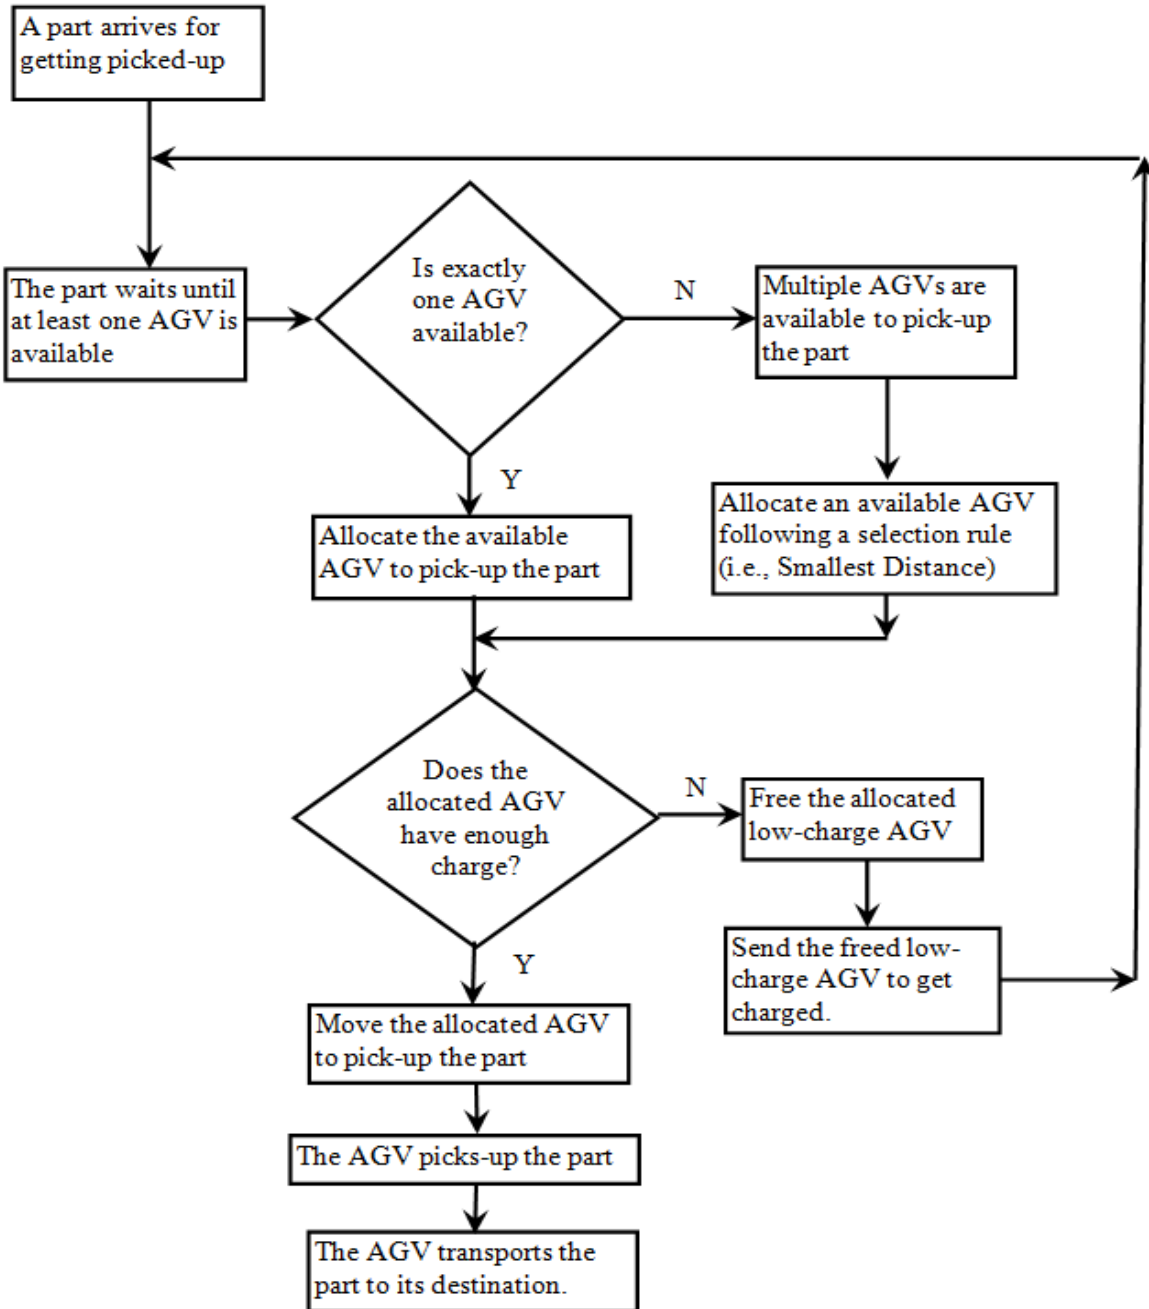 A part arrives for
getting picked-up
The part waits until
at least one AGV is
available
Is exactly
one AGV
available?
N
Multiple AGVs are
available to pick-up
the part
Y
Allocate the available
AGV to pick-up the part
Allocate an available AGV
following a selection rule
(i.e., Smallest Distance)
Does the
allocated AGV
have enough
charge?
N
Free the allocated
low-charge AGV
Send the freed low-
charge AGV to get
charged.
Y
Move the allocated AGV
to pick-up the part
The AGV picks-up the part
The AGV transports the
part to its destination.